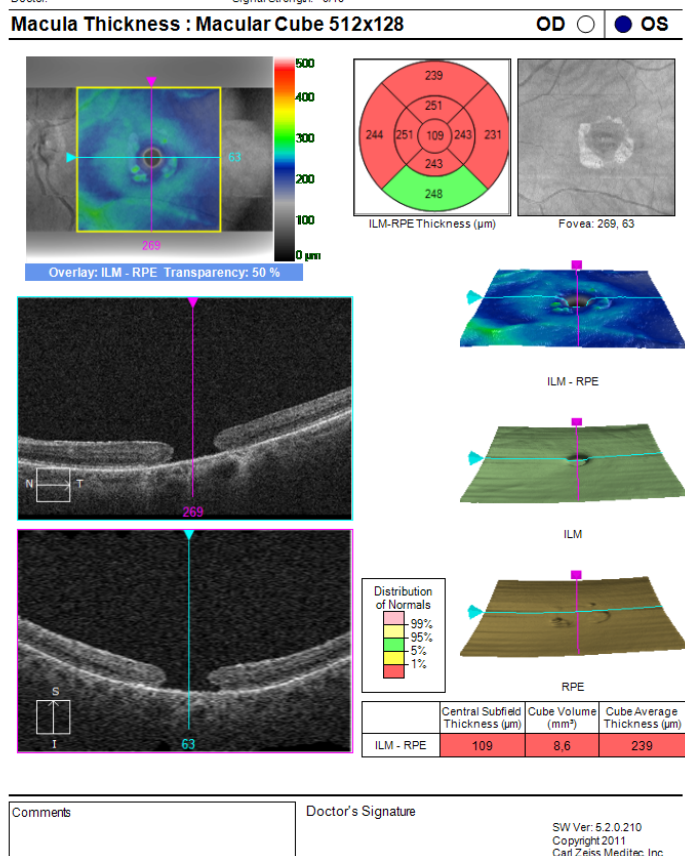 Doctor:
Signal Strength:
Macula Thickness : Macular Cube 512x128
OD
OS
500
400
300
200
100
0 µm
63
269
Overlay: ILM - RPE Transparency: 50 %
239
251
244
251
109
243
231
243
248
ILM-RPE Thickness (µm)
Fovea: 269, 63
ILM - RPE
N
T
269
ILM
Distribution
of Normals
99%
95%
5%
1%
S
I
63
RPE
Central Subfield Thickness (µm)
Cube Volume (mm³)
Cube Average Thickness (µm)
ILM - RPE
109
8,6
239
Comments
Doctor's Signature
SW Ver: 5.2.0.210
Copyright 2011
Carl Zeiss Meditec, Inc